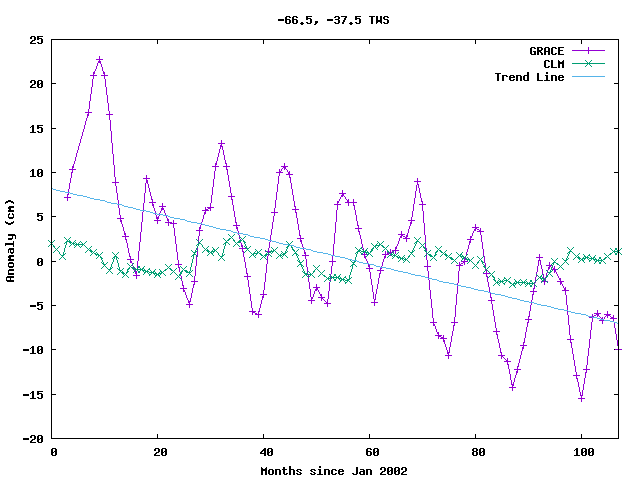 -66.5, -37.5 TWS
GRACE
CLM
Trend Line
25
20
15
10
5
0
-5
-10
-15
-20
Anomaly (cm)
0 20 40 60 80 100
Months since Jan 2002